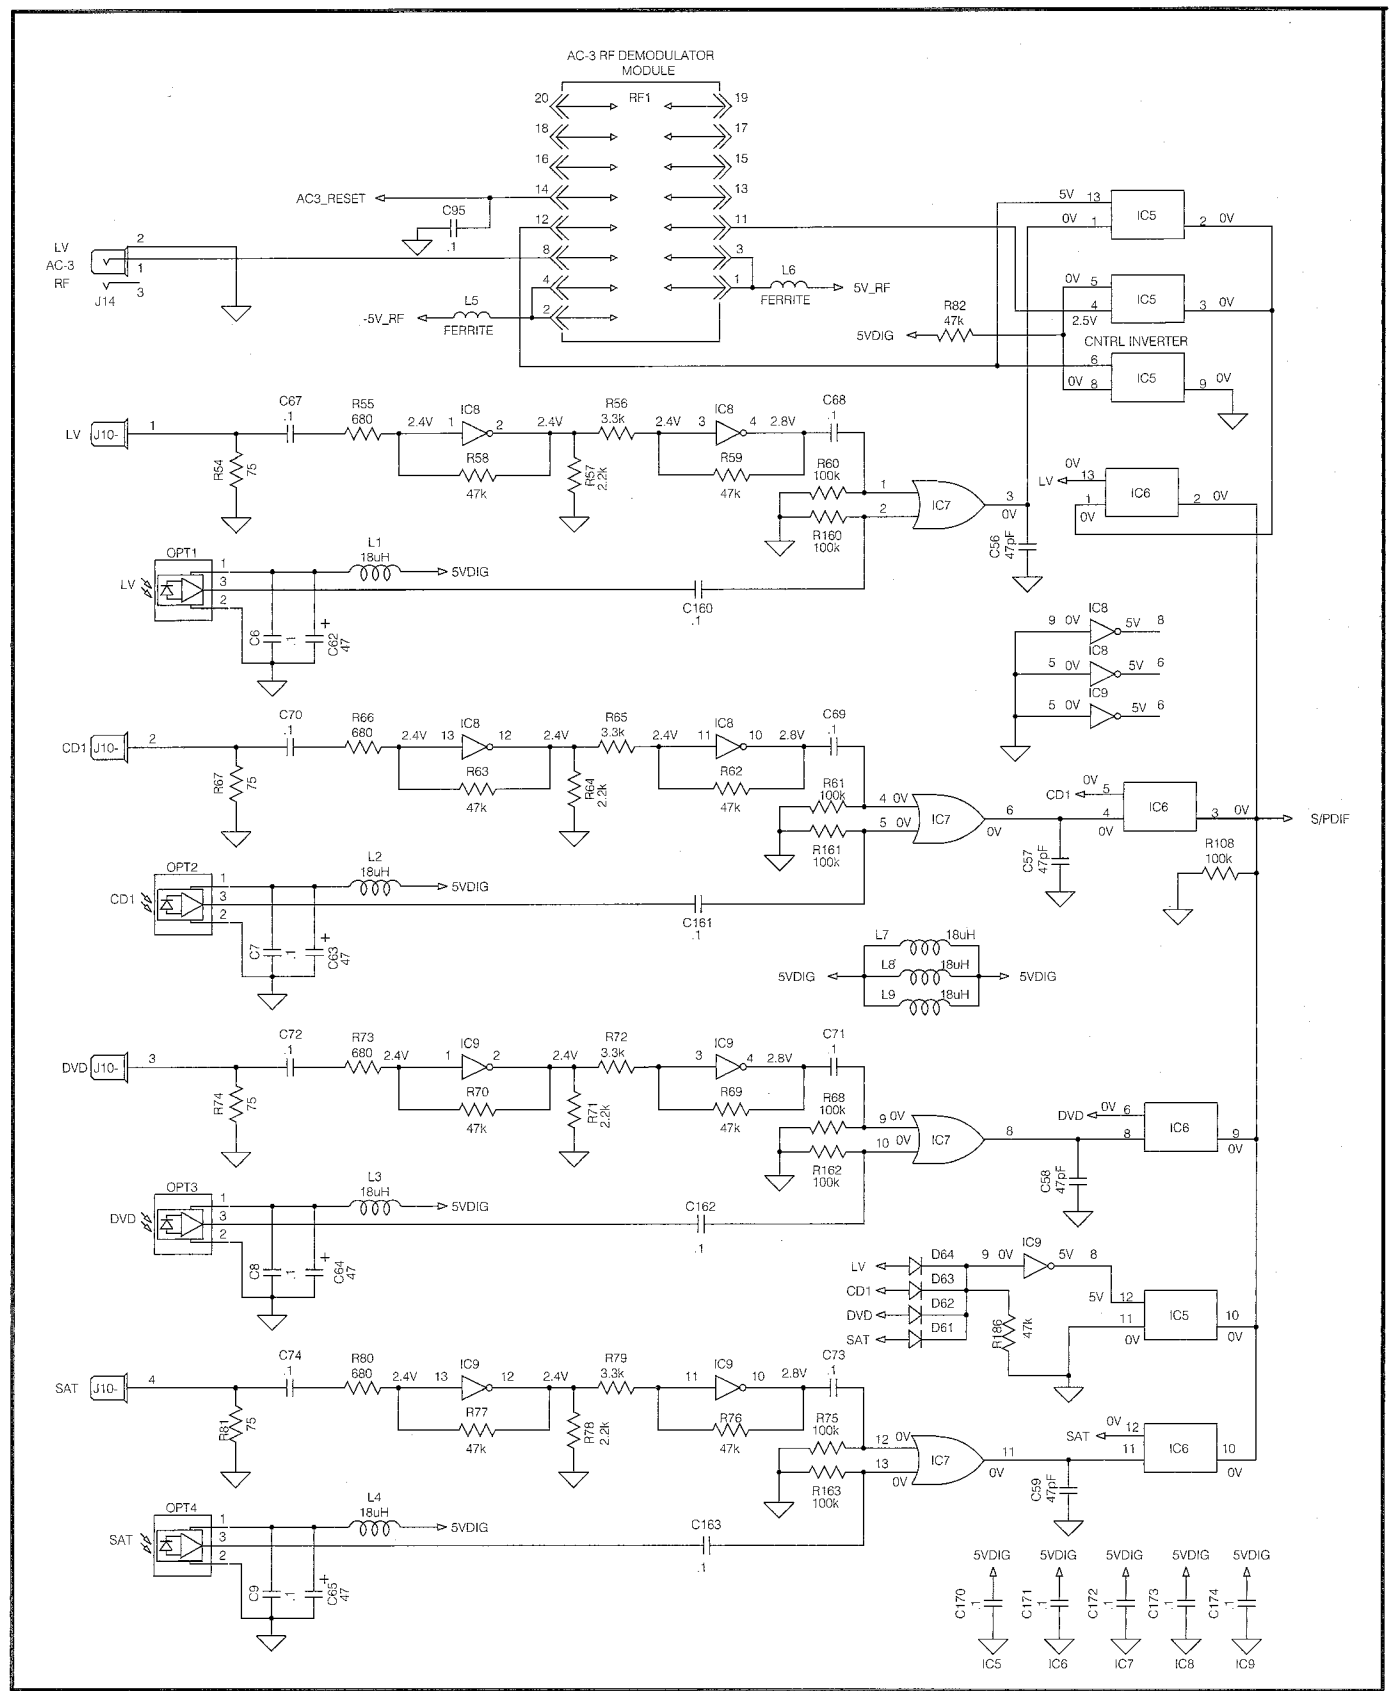 AC-3 RF DEMODULATOR
MODULE
RF1
20 19
18 17
16 15
14 13
12 11
8 3
4 1
2
AC3_RESET
C95
.1
LV
AC-3
RF
2
1
3
J14
-5V_RF
L5
FERRITE
L6
FERRITE
5V_RF
R82
47k
5VDIG
5V 13
0V 1
IC5
2 0V
0V 5
4
2.5V
IC5
3 0V
CNTRL INVERTER
6
0V 8
IC5
9 0V
LV
J10-
1
R54
75
C67
.1
R55
680
2.4V 1
IC8
2 2.4V
R58
47k
R57
2.2k
R56
3.3k
2.4V 3
IC8
4 2.8V
R59
47k
C68
.1
R60
100k
R160
100k
1
2
IC7
3
0V
C56
47pF
LV
0V
13
1
0V
IC6
2 0V
OPT1
LV
1
3
2
L1
18uH
5VDIG
C6
.1
+
C62
47
C160
.1
IC8
9 0V 5V 8
IC8
5 0V 5V 6
IC9
5 0V 5V 6
CD1
J10-
2
R67
75
C70
.1
R66
680
2.4V 13
IC8
12 2.4V
R63
47k
R64
2.2k
R65
3.3k
2.4V 11
IC8
10 2.8V
R62
47k
C69
.1
R61
100k
R161
100k
4 0V
5 0V
IC7
6
0V
C57
47pF
CD1
0V
5
4
0V
IC6
3 0V
S/PDIF
R108
100k
OPT2
CD1
1
3
2
L2
18uH
5VDIG
C7
.1
+
C63
47
C161
.1
L7 18uH
5VDIG L8 18uH 5VDIG
L9 18uH
DVD
J10-
3
R74
75
C72
.1
R73
680
2.4V
1
IC9
2 2.4V
R70
47k
R71
2.2k
R72
3.3k
3
IC9
4 2.8V
R69
47k
C71
.1
R68
100k
R162
100k
9 0V
10 0V
IC7
8
C58
47pF
DVD
0V 6
8
IC6
9
0V
OPT3
DVD
1
3
2
L3
18uH
5VDIG
C8
.1
+
C64
47
C162
.1
LV D64
CD1 D63
DVD D62
SAT D61
9 0V
IC9
5V 8
R186
47k
5V 12
11
0V
IC5
10
0V
SAT
J10-
4
R81
75
C74
.1
R80
680
2.4V 13
IC9
12 2.4V
R77
47k
R78
2.2k
R79
3.3k
11
IC9
10 2.8V
R76
47k
C73
.1
R75
100k
R163
100k
12 0V
13
0V
IC7
11
0V
C59
47pF
SAT
0V 12
11
IC6
10
0V
OPT4
SAT
1
3
2
L4
18uH
5VDIG
C9
.1
+
C65
47
C163
.1
5VDIG 5VDIG 5VDIG 5VDIG 5VDIG
C170 .1 C171 .1 C172 .1 C173 .1 C174 .1
IC5 IC6 IC7 IC8 IC9